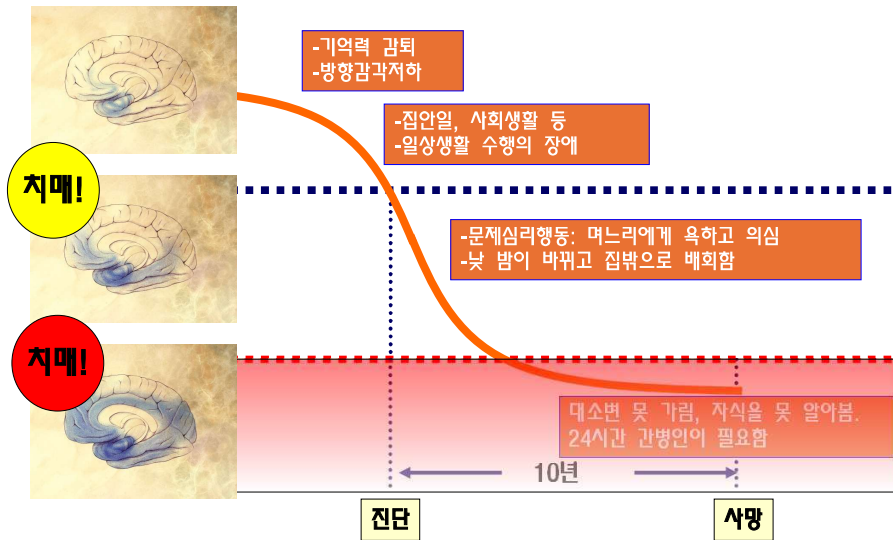 -기억력 감퇴
-방향감각저하
-집안일, 사회생활 등
-일상생활 수행의 장애
치매!
-문제심리행동: 며느리에게 욕하고 의심
-낮 밤이 바뀌고 집밖으로 배회함
치매!
대소변 못 가림, 자식을 못 알아봄.
24시간 간병인이 필요함
10년
진단
사망